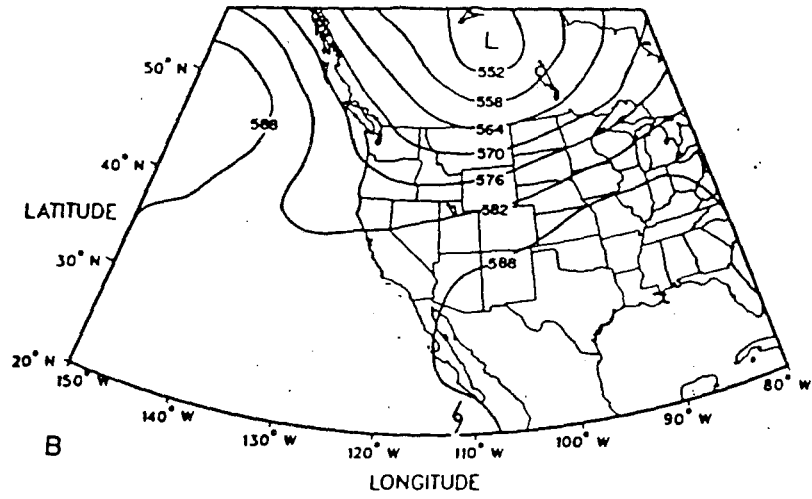 L
552
558
564
570
576
582
588
588
50° N
40° N
LATITUDE
30° N
20° N
150° W
140° W
130° W
120° W
110° W
100° W
90° W
80° W
B
LONGITUDE